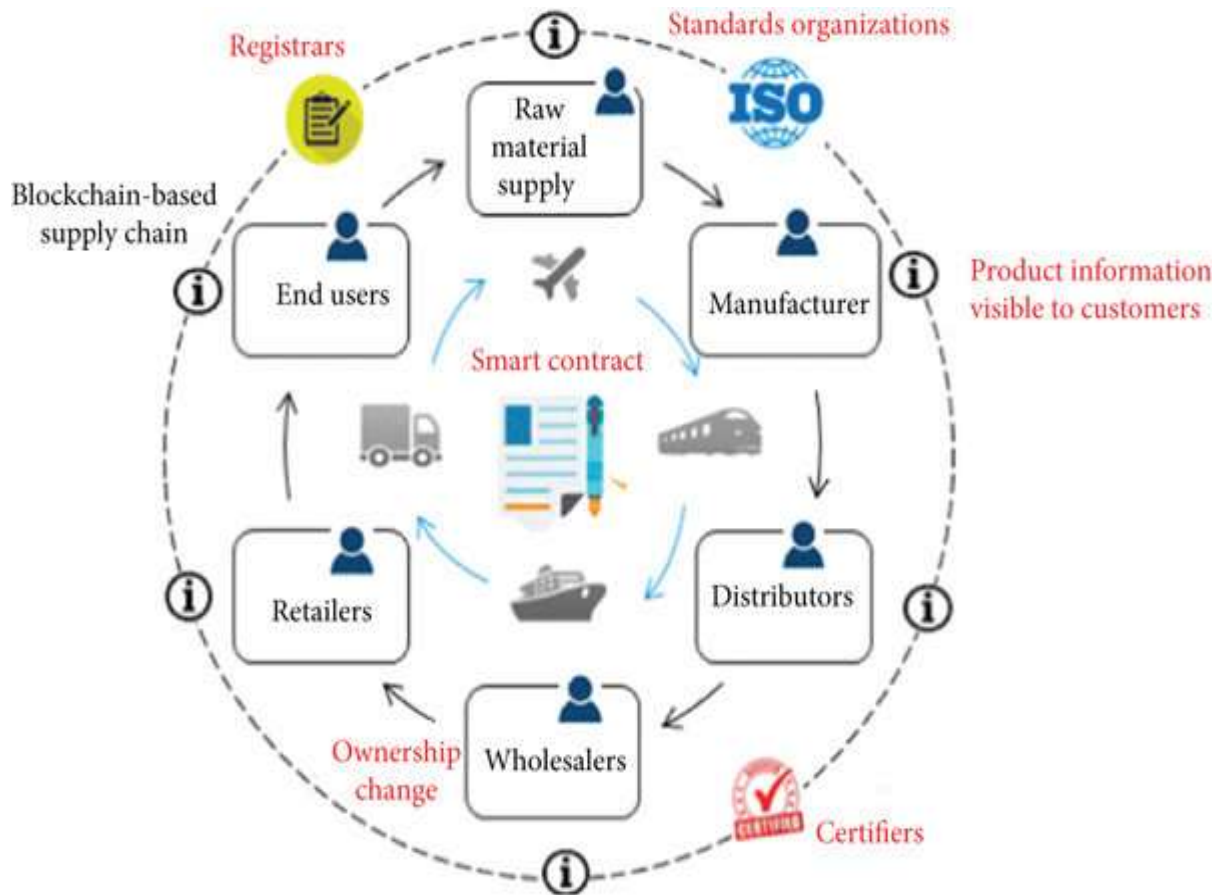 Registrars
Standards organizations
ISO
Raw
material
supply
Blockchain-based
supply chain
End users
Manufacturer
Product information
visible to customers
Smart contract
Retailers
Distributors
Ownership
change
Wholesalers
CERTIFIED
Certifiers
i
i
i
i
i
i